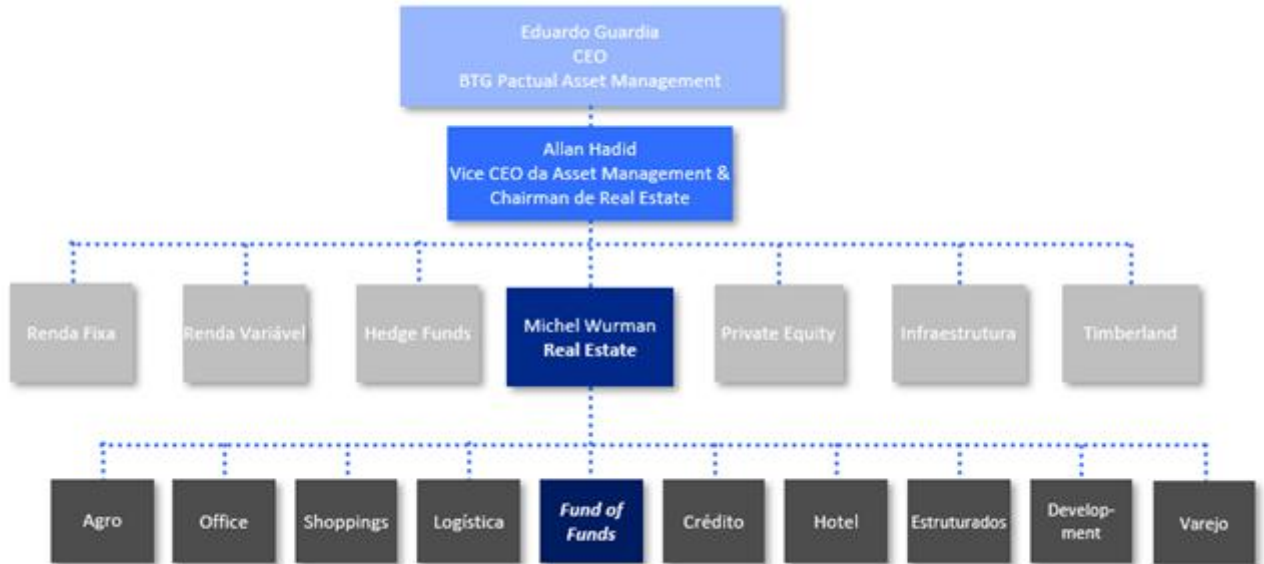 Eduardo Guardia
CEO
BTG Pactual Asset Management
Allan Hadid
Vice CEO da Asset Management &
Chairman de Real Estate
Renda Fixa
Renda Variável
Hedge Funds
Michel Wurman
Real Estate
Private Equity
Infraestrutura
Timberland
Agro
Office
Shoppings
Logística
Fund of
Funds
Crédito
Hotel
Estruturados
Develop-
ment
Varejo